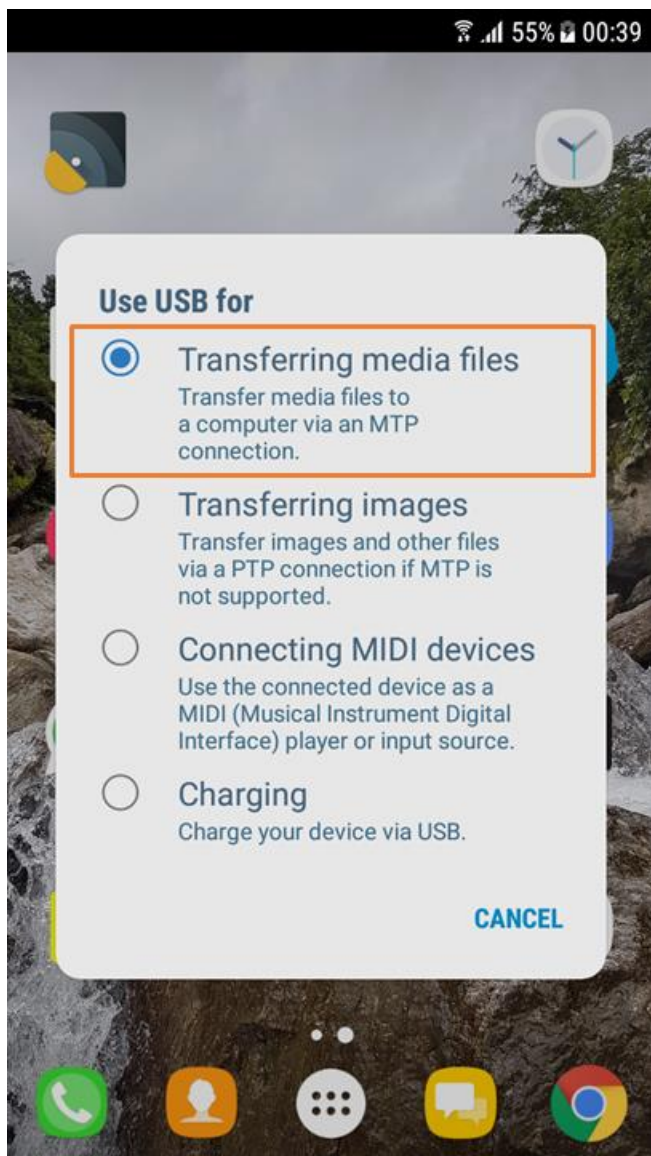 55% 00:39
Use USB for
Transferring media files
Transfer media files to
a computer via an MTP
connection.
Transferring images
Transfer images and other files
via a PTP connection if MTP is
not supported.
Connecting MIDI devices
Use the connected device as a
MIDI (Musical Instrument Digital
Interface) player or input source.
Charging
Charge your device via USB.
CANCEL